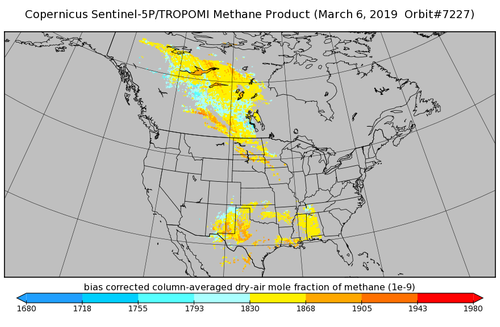 Copernicus Sentinel-5P/TROPOMI Methane Product (March 6, 2019 Orbit#7227)
bias corrected column-averaged dry-air mole fraction of methane (1e-9)
1680 1718 1755 1793 1830 1868 1905 1943 1980